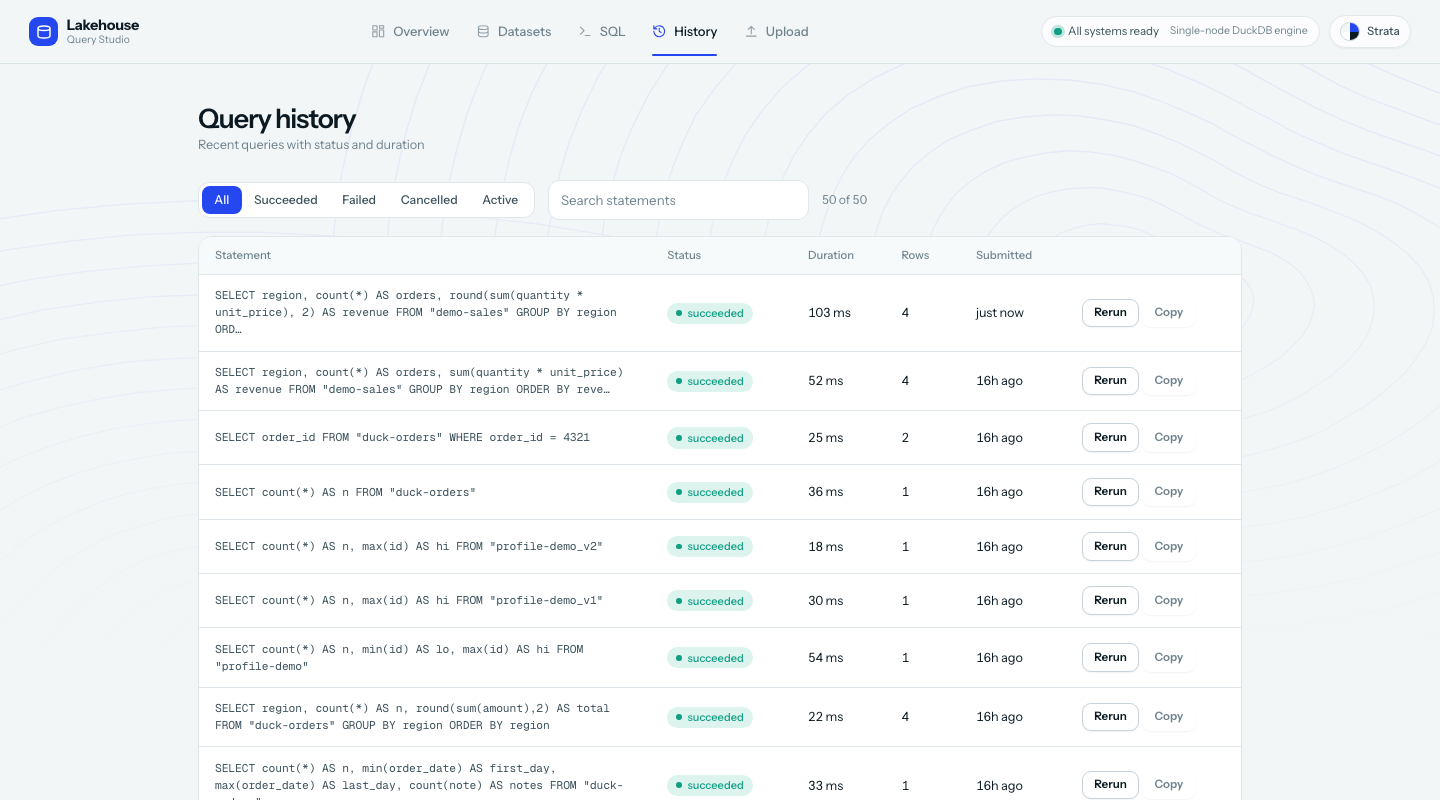 Lakehouse
Query Studio
Overview
Datasets
SQL
History
Upload
All systems ready
Single-node DuckDB engine
Strata
Query history
Recent queries with status and duration
All
Succeeded
Failed
Cancelled
Active
Search statements
50 of 50
Statement
Status
Duration
Rows
Submitted
SELECT region, count(*) AS orders, round(sum(quantity *
unit_price), 2) AS revenue FROM "demo-sales" GROUP BY region
ORD…
succeeded
103 ms
4
just now
Rerun
Copy
SELECT region, count(*) AS orders, sum(quantity * unit_price)
AS revenue FROM "demo-sales" GROUP BY region ORDER BY reve…
succeeded
52 ms
4
16h ago
Rerun
Copy
SELECT order_id FROM "duck-orders" WHERE order_id = 4321
succeeded
25 ms
2
16h ago
Rerun
Copy
SELECT count(*) AS n FROM "duck-orders"
succeeded
36 ms
1
16h ago
Rerun
Copy
SELECT count(*) AS n, max(id) AS hi FROM "profile-demo_v2"
succeeded
18 ms
1
16h ago
Rerun
Copy
SELECT count(*) AS n, max(id) AS hi FROM "profile-demo_v1"
succeeded
30 ms
1
16h ago
Rerun
Copy
SELECT count(*) AS n, min(id) AS lo, max(id) AS hi FROM
"profile-demo"
succeeded
54 ms
1
16h ago
Rerun
Copy
SELECT region, count(*) AS n, round(sum(amount),2) AS total
FROM "duck-orders" GROUP BY region ORDER BY region
succeeded
22 ms
4
16h ago
Rerun
Copy
SELECT count(*) AS n, min(order_date) AS first_day,
max(order_date) AS last_day, count(note) AS notes FROM "duck-
succeeded
33 ms
1
16h ago
Rerun
Copy